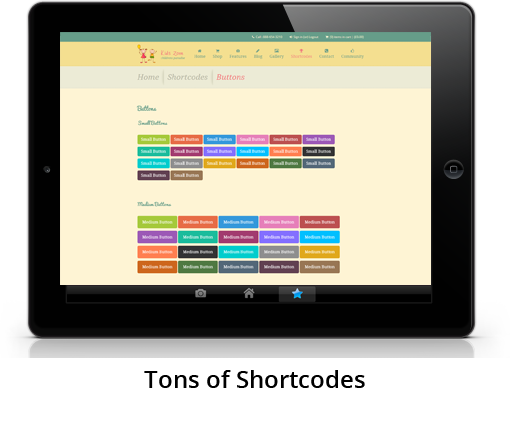 Kids Zone
Home Shop Features Blog Gallery Shortcodes Contact Community
Home Shortcodes Buttons
Buttons
Small Buttons
Small Button Small Button Small Button Small Button Small Button Small Button
Small Button Small Button Small Button Small Button Small Button Small Button
Small Button Small Button Small Button Small Button Small Button Small Button
Small Button Small Button
Medium Buttons
Medium Button Medium Button Medium Button Medium Button Medium Button
Medium Button Medium Button Medium Button Medium Button Medium Button
Medium Button Medium Button Medium Button Medium Button Medium Button
Medium Button Medium Button Medium Button Medium Button Medium Button
Tons of Shortcodes